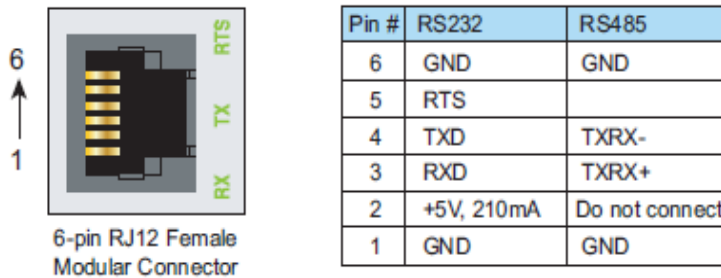 6
1
RTS
TX
RX
6-pin RJ12 Female
Modular Connector
Pin # RS232 RS485
6 GND GND
5 RTS
4 TXD TXRX-
3 RXD TXRX+
2 +5V, 210mA Do not connect
1 GND GND